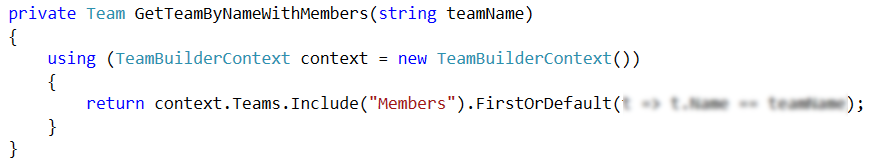 private Team GetTeamByNameWithMembers(string teamName)
{
using (TeamBuilderContext context = new TeamBuilderContext())
{
return context.Teams.Include("Members").FirstOrDefault(t => t.Name == teamName);
}
}